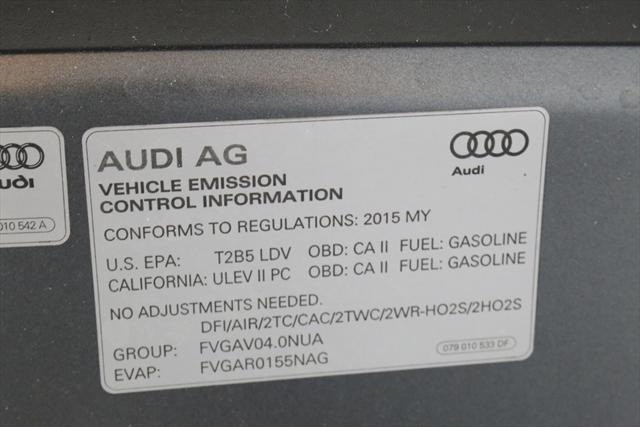 AUDI AG
Audi
VEHICLE EMISSION
CONTROL INFORMATION
CONFORMS TO REGULATIONS: 2015 MY
U.S. EPA: T2B5 LDV OBD: CA II FUEL: GASOLINE
CALIFORNIA: ULEV II PC OBD: CA II FUEL: GASOLINE
NO ADJUSTMENTS NEEDED.
DFI/AIR/2TC/CAC/2TWC/2WR-HO2S/2HO2S
GROUP: FVGAV04.0NUA
EVAP: FVGAR0155NAG
079 010 533 DF
Audi
010 542 A